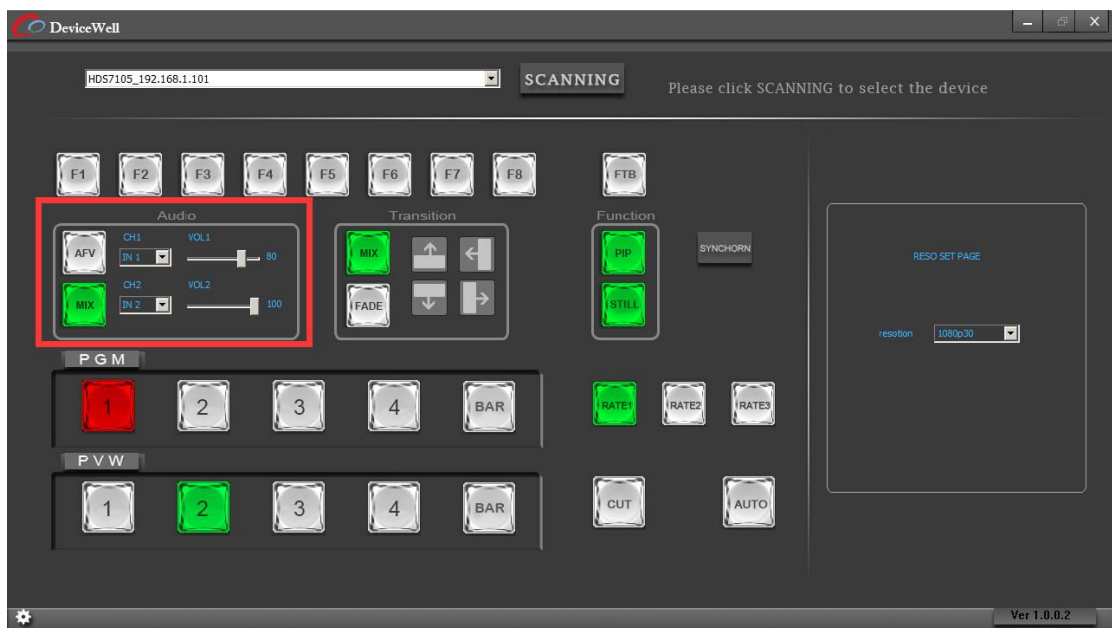 DeviceWell
HDS7105_192.168.1.101
SCANNING
Please click SCANNING to select the device
F1 F2 F3 F4 F5 F6 F7 F8 FTB
Audio
AFV
CH1 VOL1
IN 1 80
MIX
CH2 VOL2
IN 2 100
Transition
MIX
FADE
Function
PIP
STILL
SYNCHORN
RESO SET PAGE
resotion 1080p30
PGM
1 2 3 4 BAR
RATE1 RATE2 RATE3
PVW
1 2 3 4 BAR
CUT AUTO
Ver 1.0.0.2